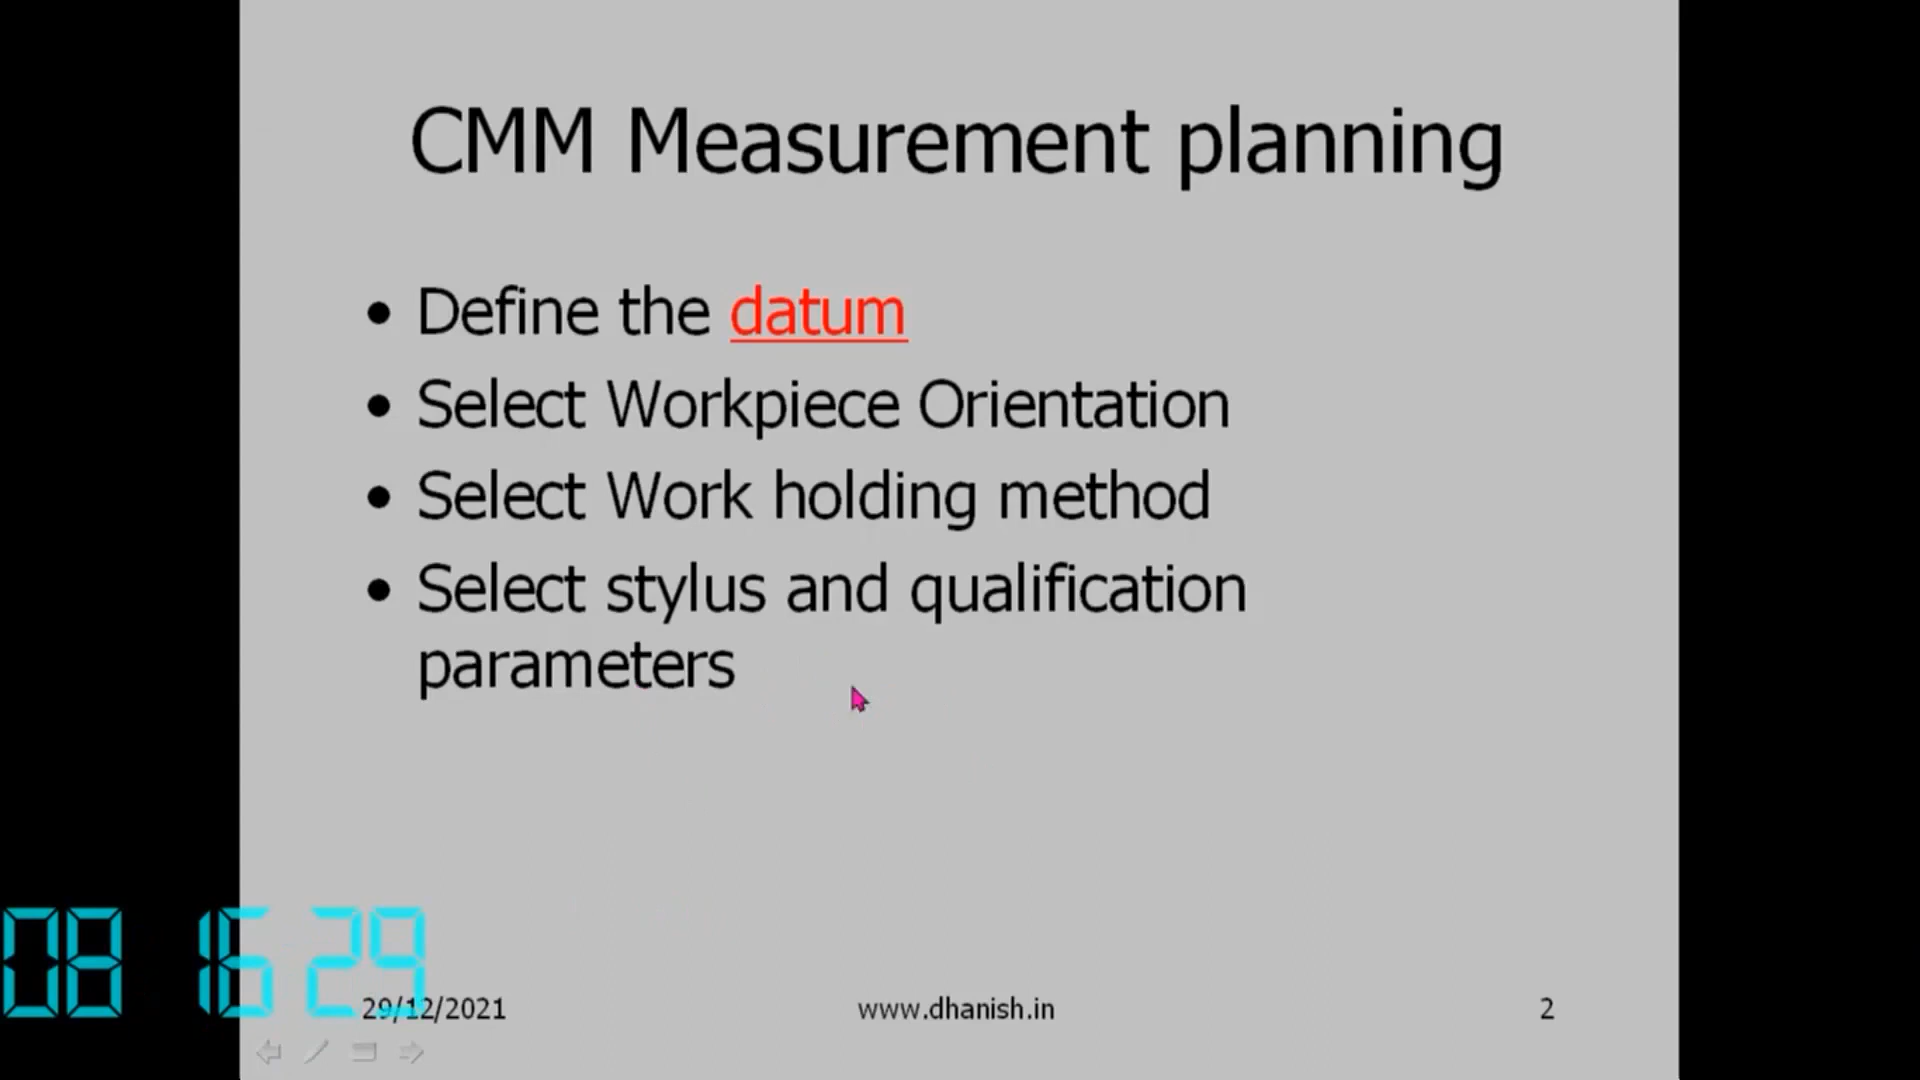 CMM Measurement planning
• Define the datum
• Select Workpiece Orientation
• Select Work holding method
• Select stylus and qualification
parameters
08 16 29
29/12/2021 www.dhanish.in 2